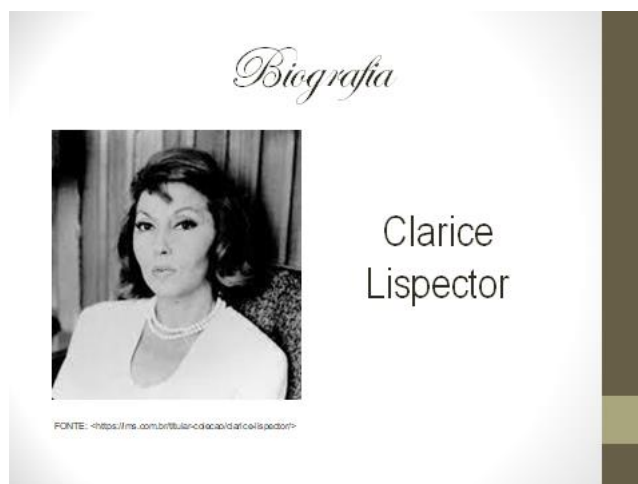 Biografia
Clarice
Lispector
FONTE: <https://ims.com.br/titular-colecao/clarice-lispector/>